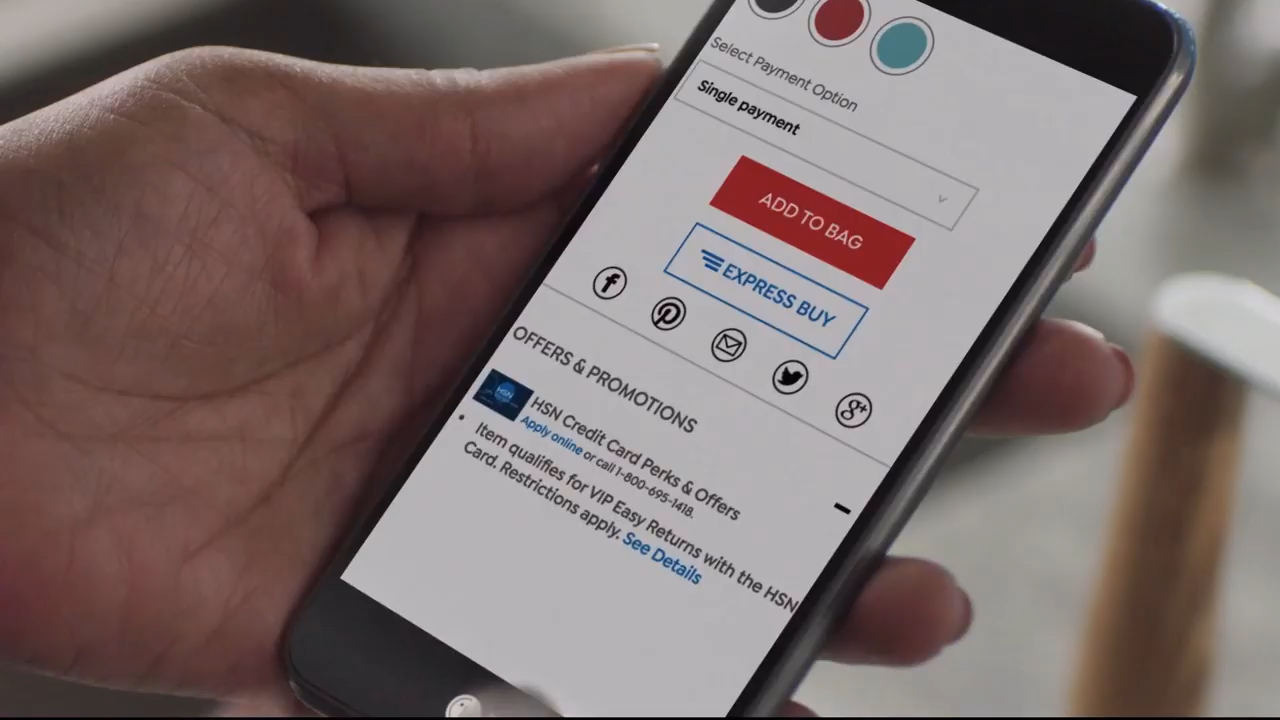 Select Payment Option
Single payment
ADD TO BAG
EXPRESS BUY
OFFERS & PROMOTIONS
HSN
HSN Credit Card Perks & Offers
Apply online or call 1-800-695-1418.
Item qualifies for VIP Easy Returns with the HSN
Card. Restrictions apply. See Details